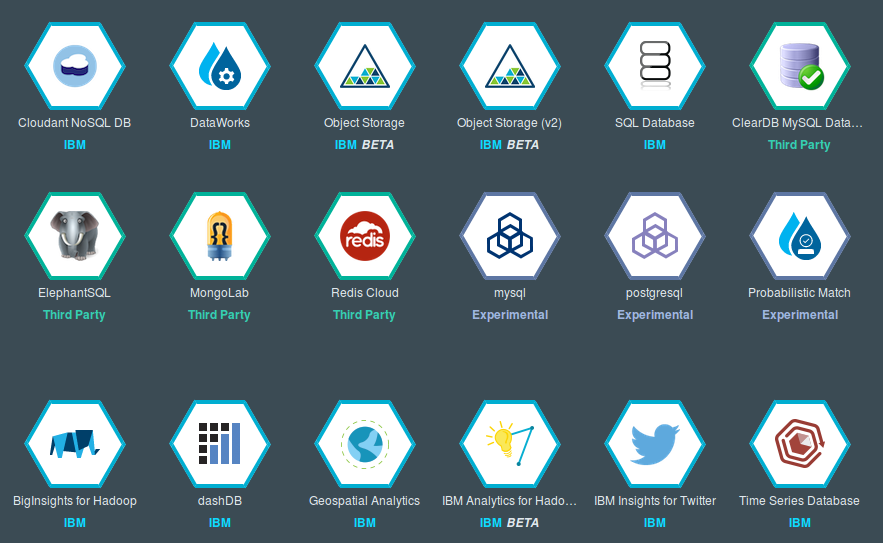 Cloudant NoSQL DB DataWorks Object Storage Object Storage (v2) SQL Database ClearDB MySQL Data...
IBM IBM IBM BETA IBM BETA IBM Third Party
redis
ElephantSQL MongoLab Redis Cloud mysql postgresql Probabilistic Match
Third Party Third Party Third Party Experimental Experimental Experimental
BigInsights for Hadoop dashDB Geospatial Analytics IBM Analytics for Hado... IBM Insights for Twitter Time Series Database
IBM IBM IBM IBM BETA IBM IBM